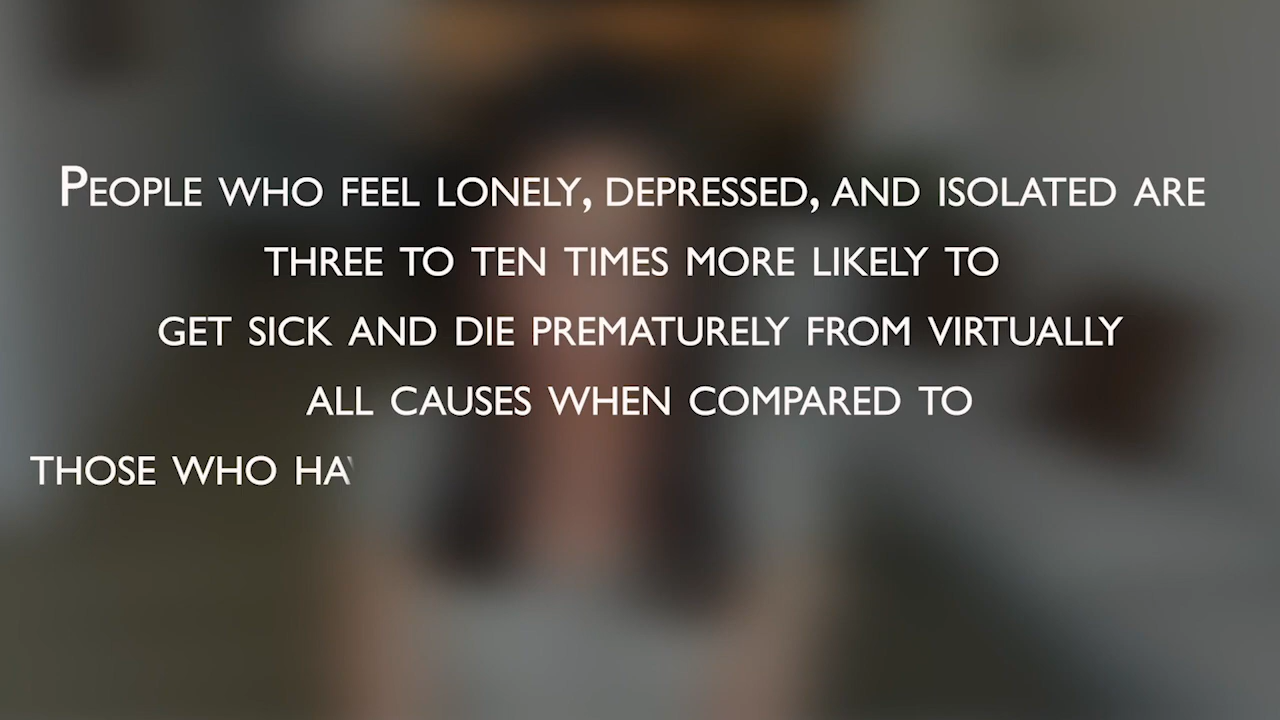 People who feel lonely, depressed, and isolated are
three to ten times more likely to
get sick and die prematurely from virtually
all causes when compared to
those who